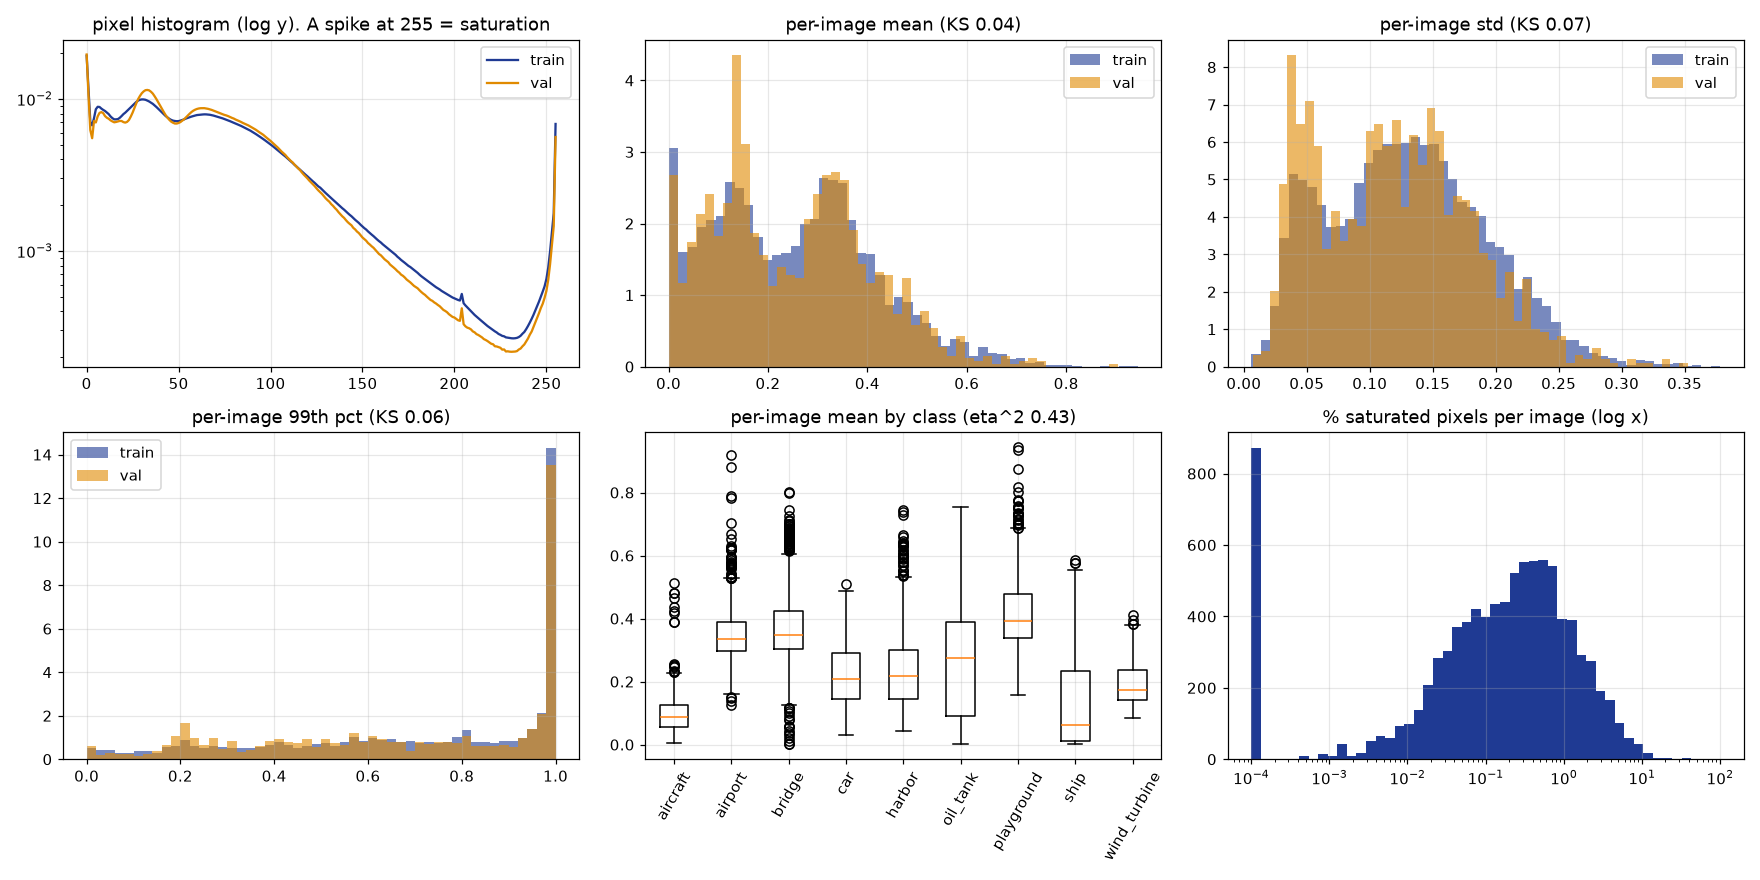 pixel histogram (log y). A spike at 255 = saturation
train
val
10^-2
10^-3
0 50 100 150 200 250
per-image mean (KS 0.04)
train
val
4
3
2
1
0
0.0 0.2 0.4 0.6 0.8
per-image std (KS 0.07)
train
val
8
7
6
5
4
3
2
1
0
0.00 0.05 0.10 0.15 0.20 0.25 0.30 0.35
per-image 99th pct (KS 0.06)
train
val
14
12
10
8
6
4
2
0
0.0 0.2 0.4 0.6 0.8 1.0
per-image mean by class (eta^2 0.43)
0.8
0.6
0.4
0.2
0.0
aircraft
airport
bridge
car
harbor
oil_tank
playground
ship
wind_turbine
% saturated pixels per image (log x)
800
600
400
200
0
10^-4 10^-3 10^-2 10^-1 10^0 10^1 10^2